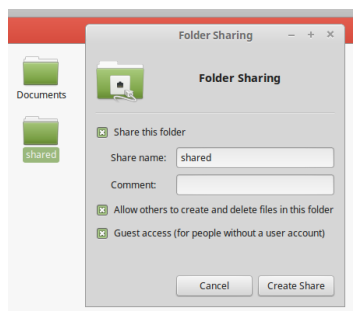 Folder Sharing
Documents
Folder Sharing
shared
Share this folder
Share name: shared
Comment:
Allow others to create and delete files in this folder
Guest access (for people without a user account)
Cancel Create Share